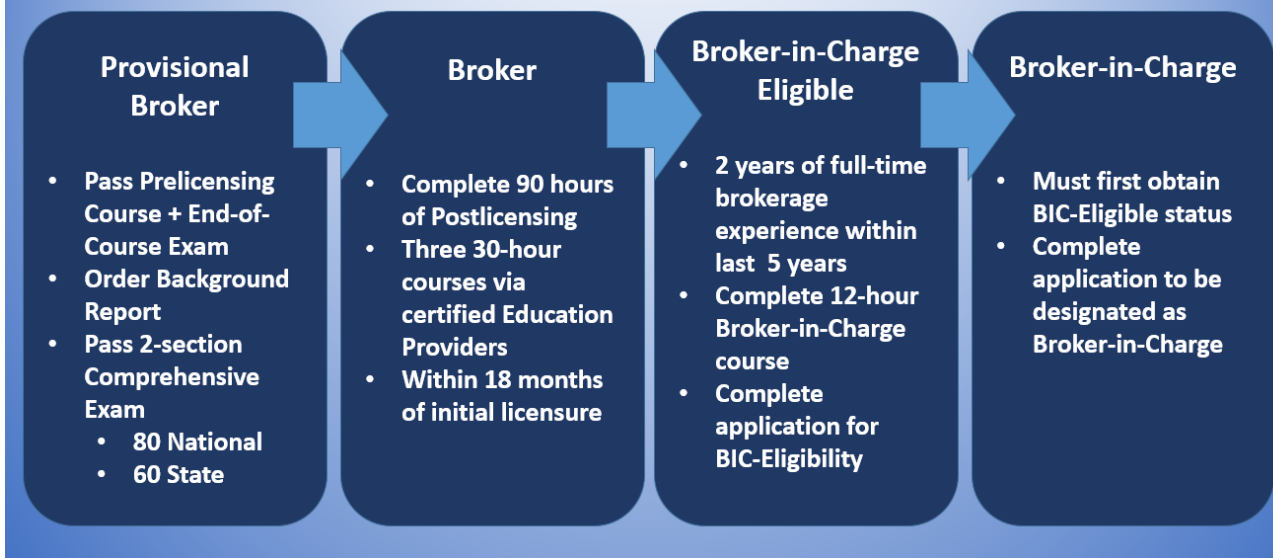 Provisional
Broker
• Pass Prelicensing
Course + End-of-
Course Exam
• Order Background
Report
• Pass 2-section
Comprehensive
Exam
• 80 National
• 60 State
Broker
• Complete 90 hours
of Postlicensing
• Three 30-hour
courses via
certified Education
Providers
• Within 18 months
of initial licensure
Broker-in-Charge
Eligible
• 2 years of full-time
brokerage
experience within
last 5 years
• Complete 12-hour
Broker-in-Charge
course
• Complete
application for
BIC-Eligibility
Broker-in-Charge
• Must first obtain
BIC-Eligible status
• Complete
application to be
designated as
Broker-in-Charge